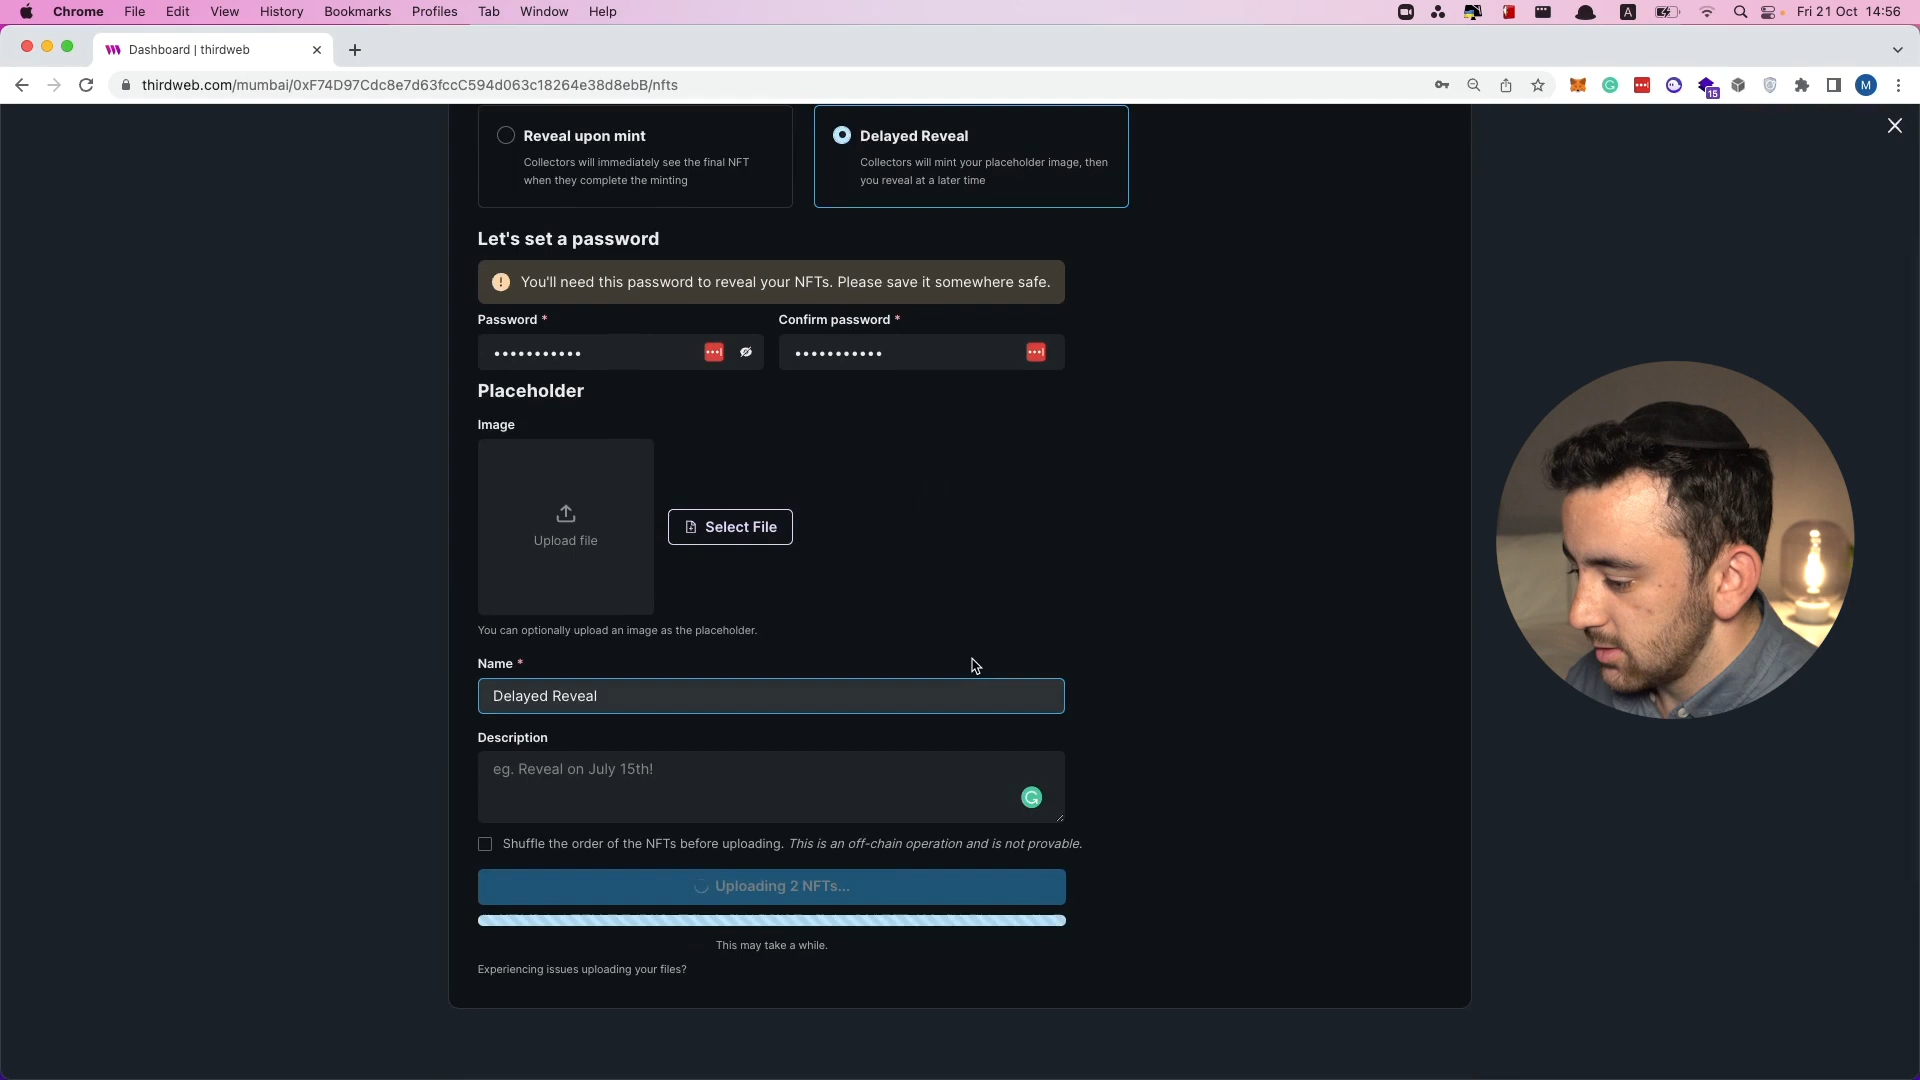 Chrome File Edit View History Bookmarks Profiles Tab Window Help
A
Fri 21 Oct 14:56
Dashboard | thirdweb
thirdweb.com/mumbai/0xF74D97Cdc8e7d63fccC594d063c18264e38d8ebB/nfts
15
M
Reveal upon mint
Collectors will immediately see the final NFT
when they complete the minting
Delayed Reveal
Collectors will mint your placeholder image, then
you reveal at a later time
Let's set a password
You'll need this password to reveal your NFTs. Please save it somewhere safe.
Password *
Confirm password *
•••••••••••
•••••••••••
Placeholder
Image
Upload file
Select File
You can optionally upload an image as the placeholder.
Name *
Delayed Reveal
Description
eg. Reveal on July 15th!
Shuffle the order of the NFTs before uploading. This is an off-chain operation and is not provable.
Uploading 2 NFTs...
This may take a while.
Experiencing issues uploading your files?